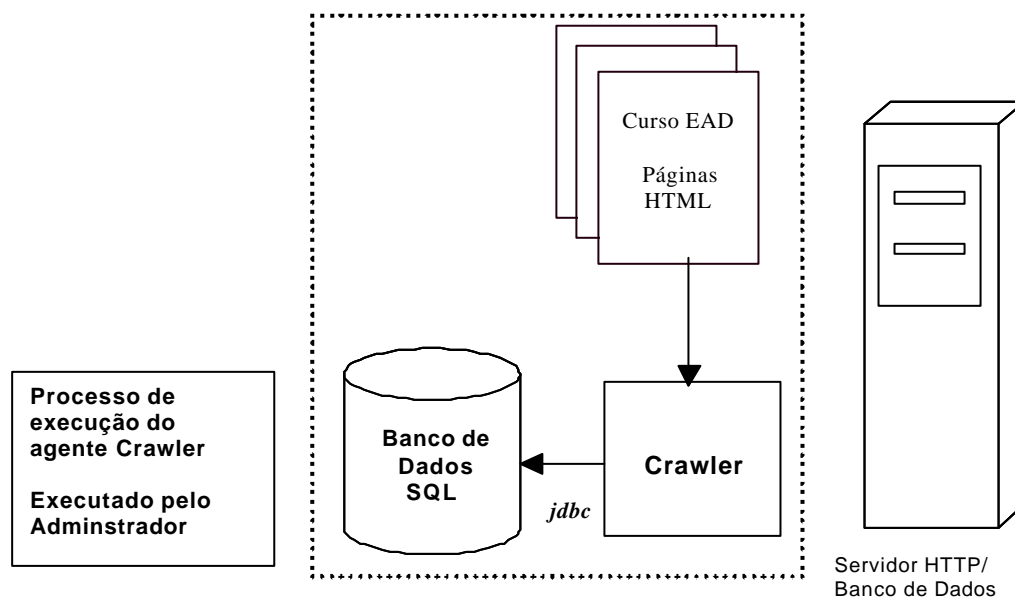 Curso EAD
Páginas
HTML
Processo de
execução do
agente Crawler
Executado pelo
Adminstrador
Banco de
Dados
SQL
jdbc
Crawler
Servidor HTTP/
Banco de Dados